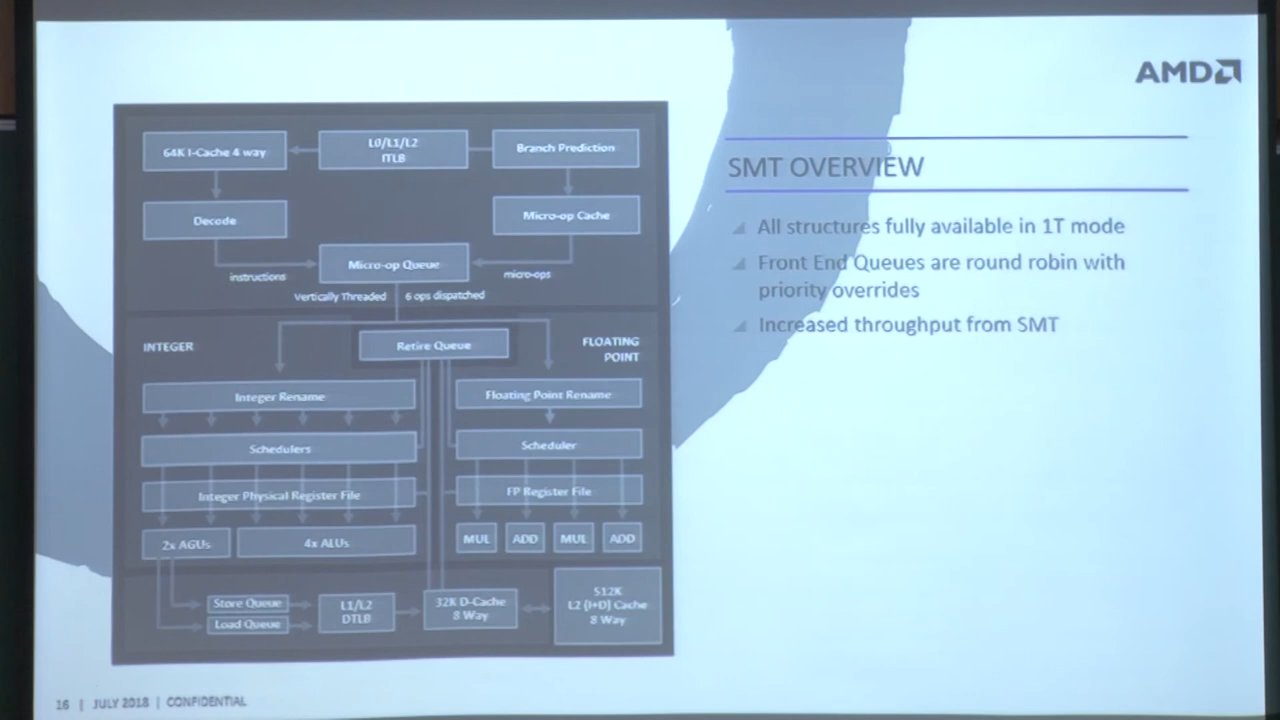 AMD
64K I-Cache 4 way
L0/L1/L2
ITLB
Branch Prediction
Decode
Micro-op Cache
Micro-op Queue
instructions
micro-ops
Vertically Threaded
6 ops dispatched
INTEGER
Retire Queue
FLOATING
POINT
Integer Rename
Floating Point Rename
Schedulers
Scheduler
Integer Physical Register File
FP Register File
2x AGUs
4x ALUs
MUL
ADD
MUL
ADD
Store Queue
Load Queue
L1/L2
DTLB
32K D-Cache
8 Way
512K
L2 (I+D) Cache
8 Way
SMT OVERVIEW
All structures fully available in 1T mode
Front End Queues are round robin with
priority overrides
Increased throughput from SMT
16 | JULY 2018 | CONFIDENTIAL